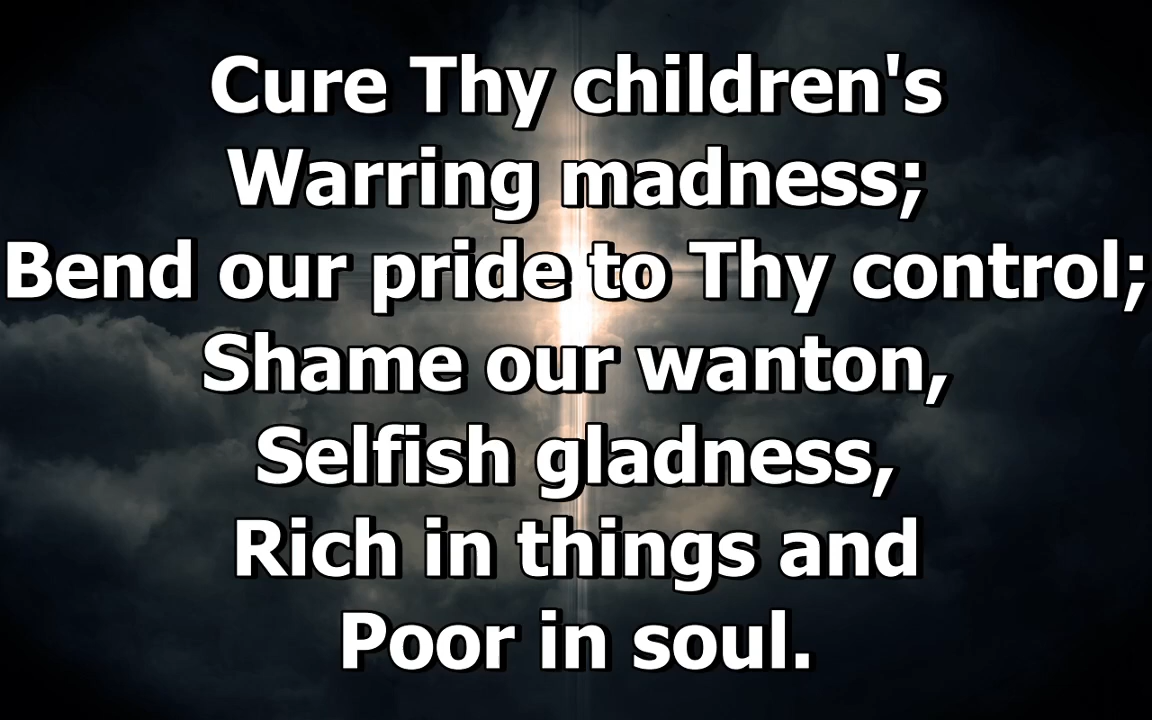 Cure Thy children's
Warring madness;
Bend our pride to Thy control;
Shame our wanton,
Selfish gladness,
Rich in things and
Poor in soul.